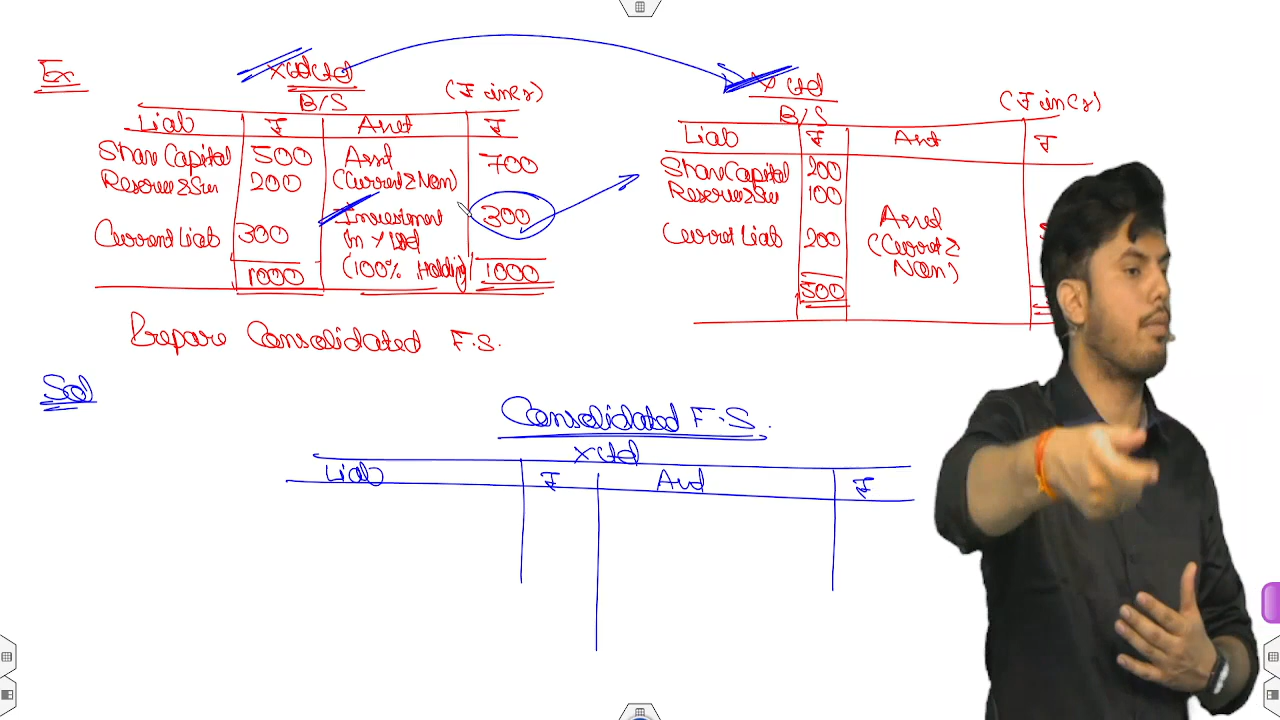 Ex
X Ltd
B/S
(₹ in Cr)
Liab ₹ Asset ₹
Share Capital 500 Asset (Current & Non) 700
Reserve & Sur 200
Investment in Y Ltd (100% Holding) 300
Current Liab 300
1000 1000
Y Ltd
B/S
(₹ in Cr)
Liab ₹ Asset ₹
Share Capital 200
Reserve & Sur 100
Asset (Current & Non)
Current Liab 200
500
Prepare Consolidated F.S.
Sol
Consolidated F.S.
X Ltd
Liab ₹ Asset ₹